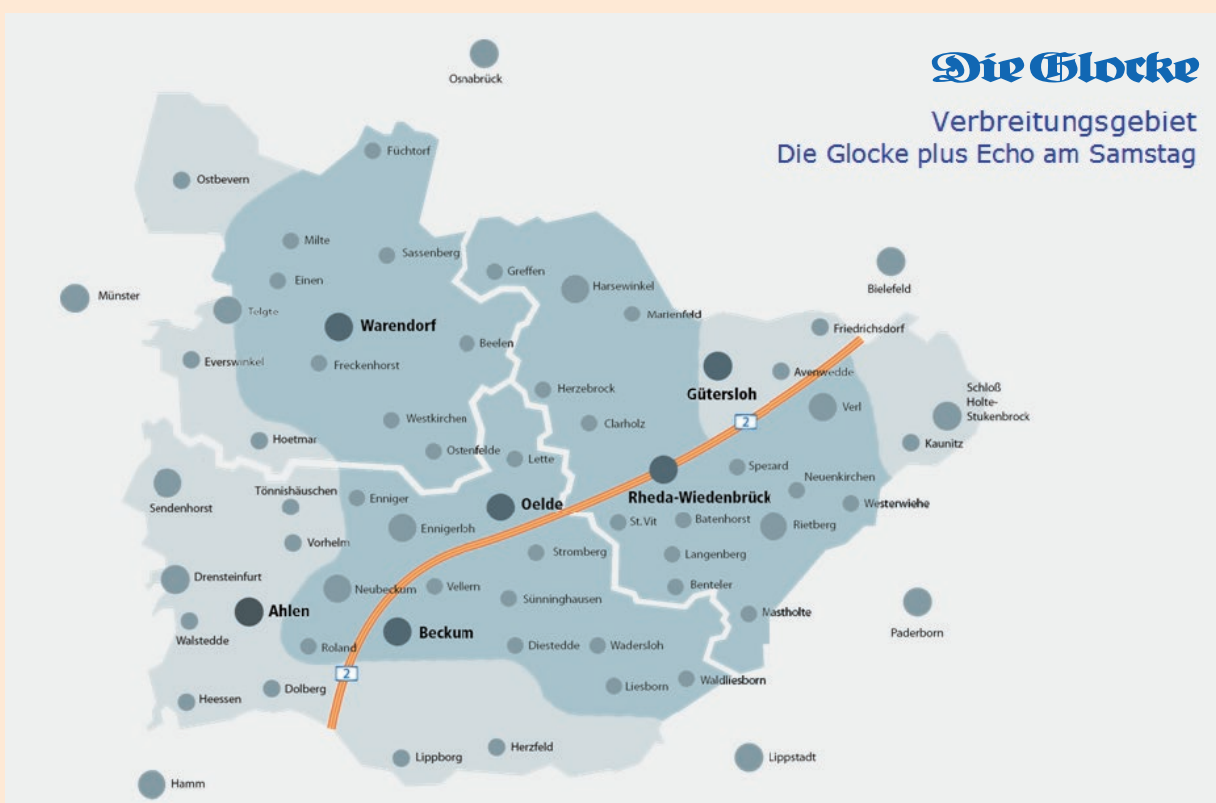 Osnabrück
Die Glocke
Verbreitungsgebiet
Die Glocke plus Echo am Samstag
Füchtorf
Ostbevern
Milte
Sassenberg
Greffen
Einen
Harsewinkel
Bielefeld
Münster
Telgte
Marienfeld
Warendorf
Friedrichsdorf
Beelen
Everswinkel
Freckenhorst
Avenwedde
Herzebrock
Gütersloh
Schloß
Holte-
Stukenbrock
Verl
Westkirchen
Clarholz
2
Hoetmar
Kaunitz
Ostenfelde
Lette
Spexard
Neuenkirchen
Tönnishäuschen
Enniger
Rheda-Wiedenbrück
Sendenhorst
Oelde
Westerwiehe
Ennigerloh
St. Vit
Batenhorst
Rietberg
Vorhelm
Stromberg
Langenberg
Drensteinfurt
Neubeckum
Vellern
Benteler
Sünninghausen
Ahlen
Mastholte
Walstedde
Beckum
Paderborn
Roland
Diestedde
Wadersloh
2
Waldliesborn
Dolberg
Liesborn
Heessen
Herzfeld
Lippborg
Lippstadt
Hamm